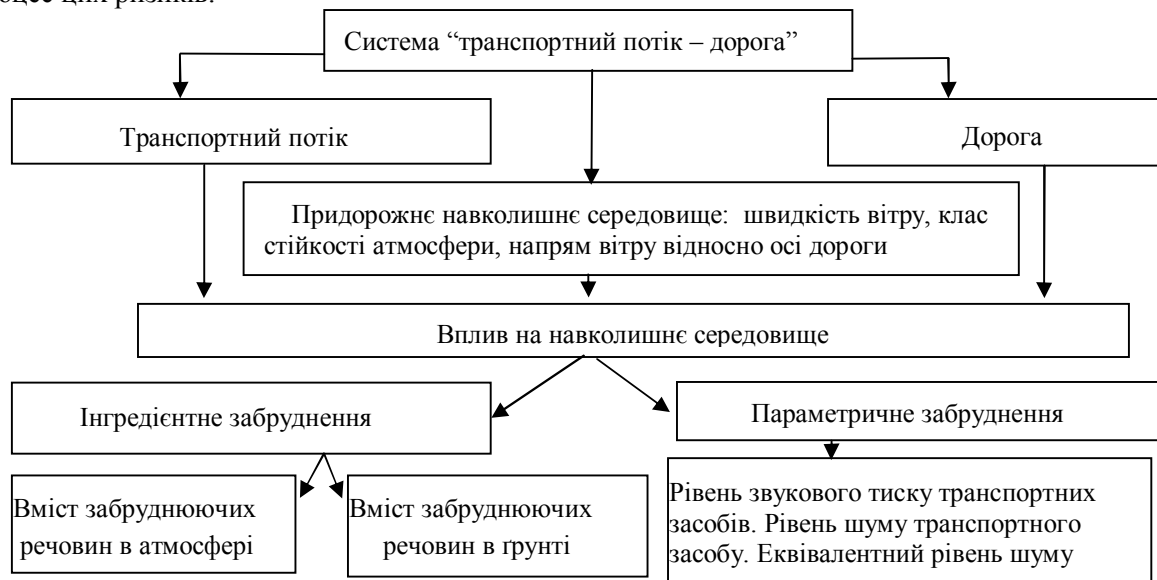 цих ризиків.
Система “транспортний потік – дорога”
Транспортний потік
Дорога
Придорожнє навколишнє середовище: швидкість вітру, клас
стійкості атмосфери, напрям вітру відносно осі дороги
Вплив на навколишнє середовище
Інгредієнтне забруднення
Параметричне забруднення
Вміст забруднюючих
речовин в атмосфері
Вміст забруднюючих
речовин в ґрунті
Рівень звукового тиску транспортних
засобів. Рівень шуму транспортного
засобу. Еквівалентний рівень шуму